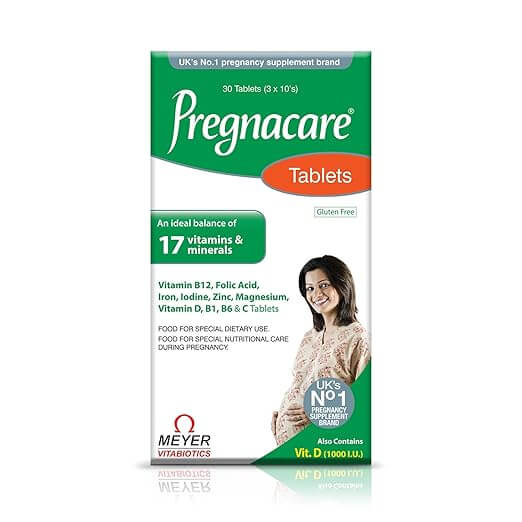 UK's No.1 pregnancy supplement brand
30 Tablets (3 x 10's)
Pregnacare®
Tablets
Gluten Free
An ideal balance of
17 vitamins &
minerals
Vitamin B12, Folic Acid,
Iron, Iodine, Zinc, Magnesium,
Vitamin D, B1, B6 & C Tablets
FOOD FOR SPECIAL DIETARY USE.
FOOD FOR SPECIAL NUTRITIONAL CARE
DURING PREGNANCY.
UK's
Nº1
PREGNANCY
SUPPLEMENT
BRAND
MEYER
VITABIOTICS
Also Contains
Vit. D (1000 I.U.)